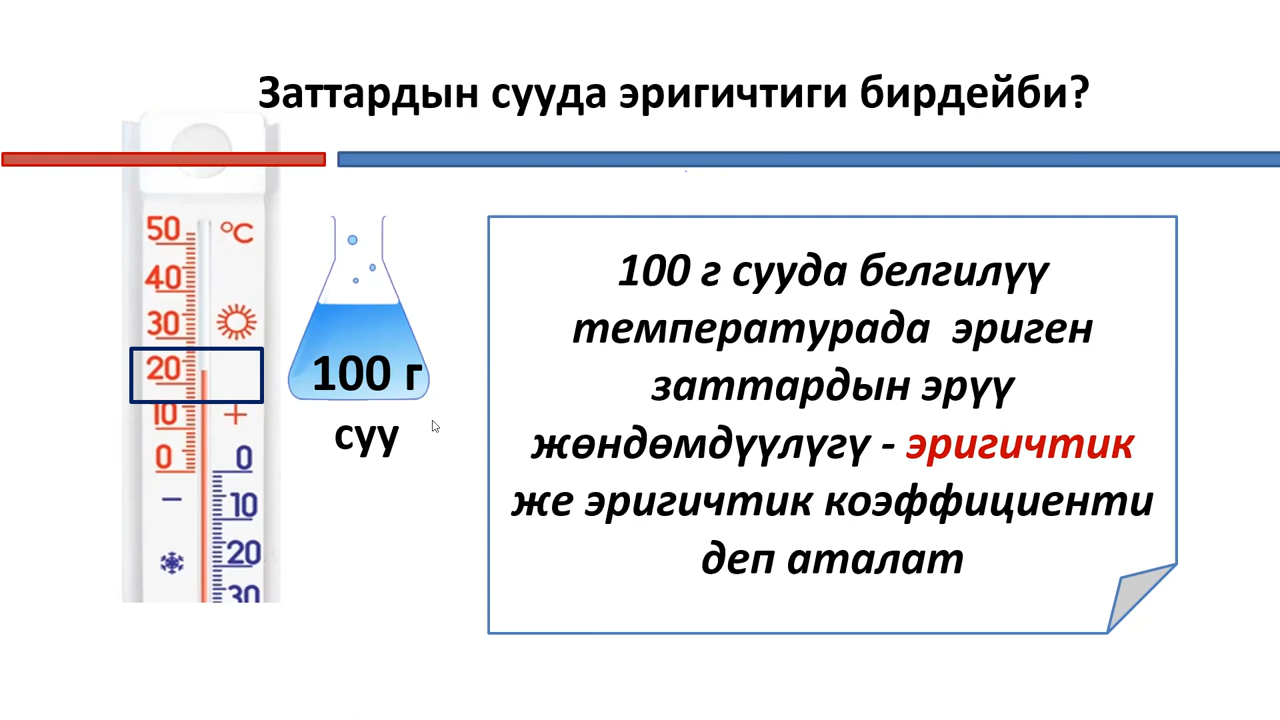 Заттардын сууда эригичтиги бирдейби?
50 °C
40
30
20
10 +
0 0
– 10
20
30
100 г
суу
100 г сууда белгилүү
температурада эриген
заттардын эрүү
жөндөмдүүлүгү - эригичтик
же эригичтик коэффициенти
деп аталат